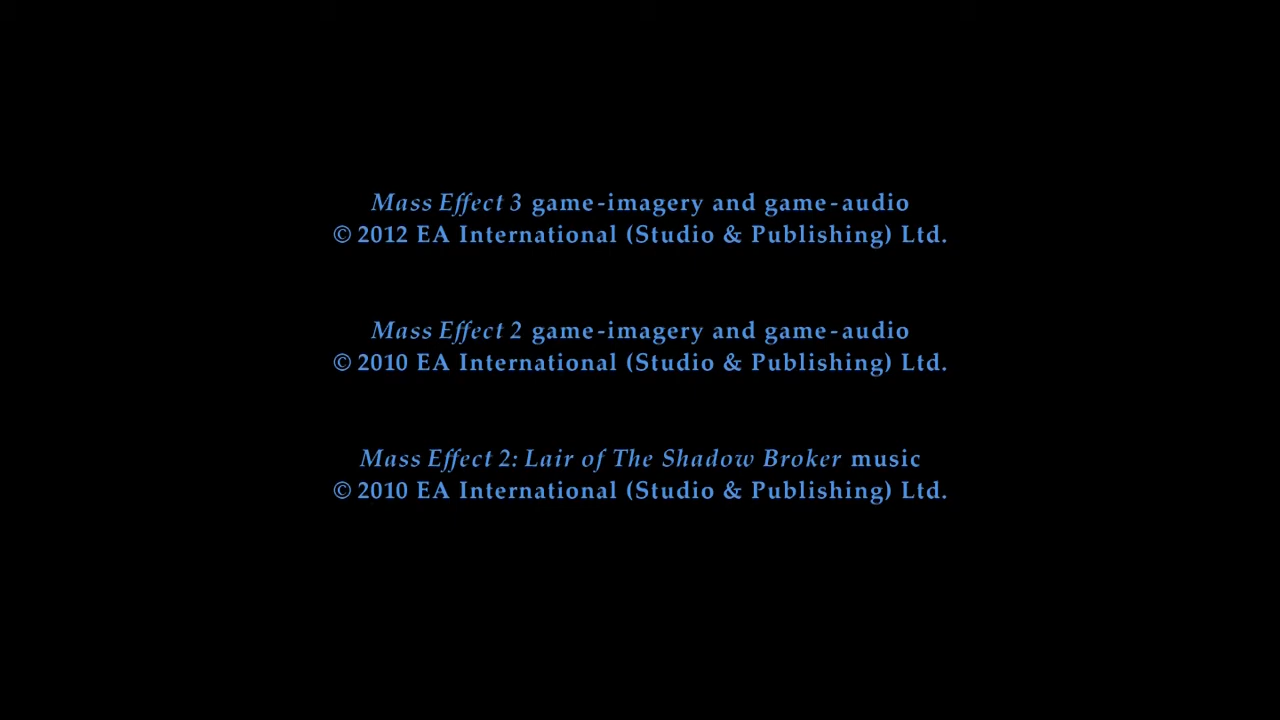 Mass Effect 3 game-imagery and game-audio
© 2012 EA International (Studio & Publishing) Ltd.
Mass Effect 2 game-imagery and game-audio
© 2010 EA International (Studio & Publishing) Ltd.
Mass Effect 2: Lair of The Shadow Broker music
© 2010 EA International (Studio & Publishing) Ltd.